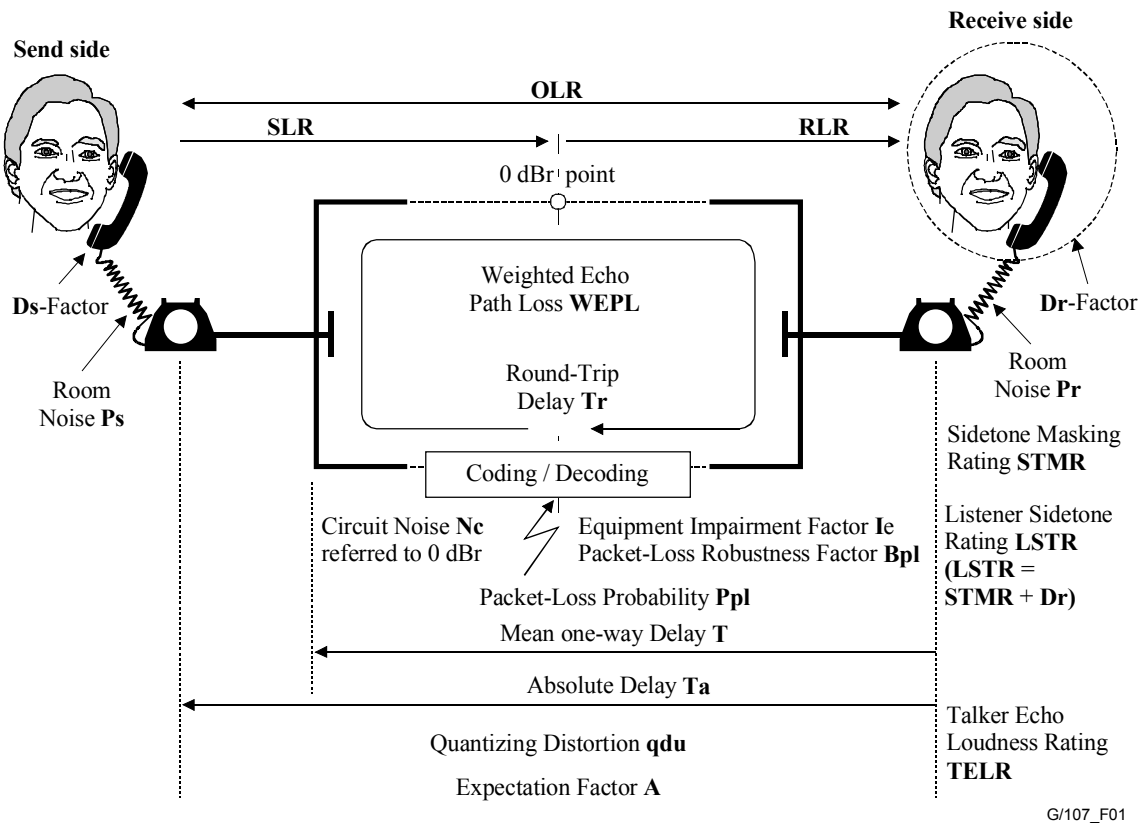 Receive side
Send side
OLR
SLR
RLR
0 dBr point
Weighted Echo
Path Loss WEPL
Ds-Factor
Dr-Factor
Round-Trip
Delay Tr
Room
Noise Ps
Room
Noise Pr
Sidetone Masking
Rating STMR
Coding / Decoding
Circuit Noise Nc
referred to 0 dBr
Equipment Impairment Factor Ie
Packet-Loss Robustness Factor Bpl
Listener Sidetone
Rating LSTR
(LSTR =
STMR + Dr)
Packet-Loss Probability Ppl
Mean one-way Delay T
Absolute Delay Ta
Talker Echo
Loudness Rating
TELR
Quantizing Distortion qdu
Expectation Factor A
G/107_F01